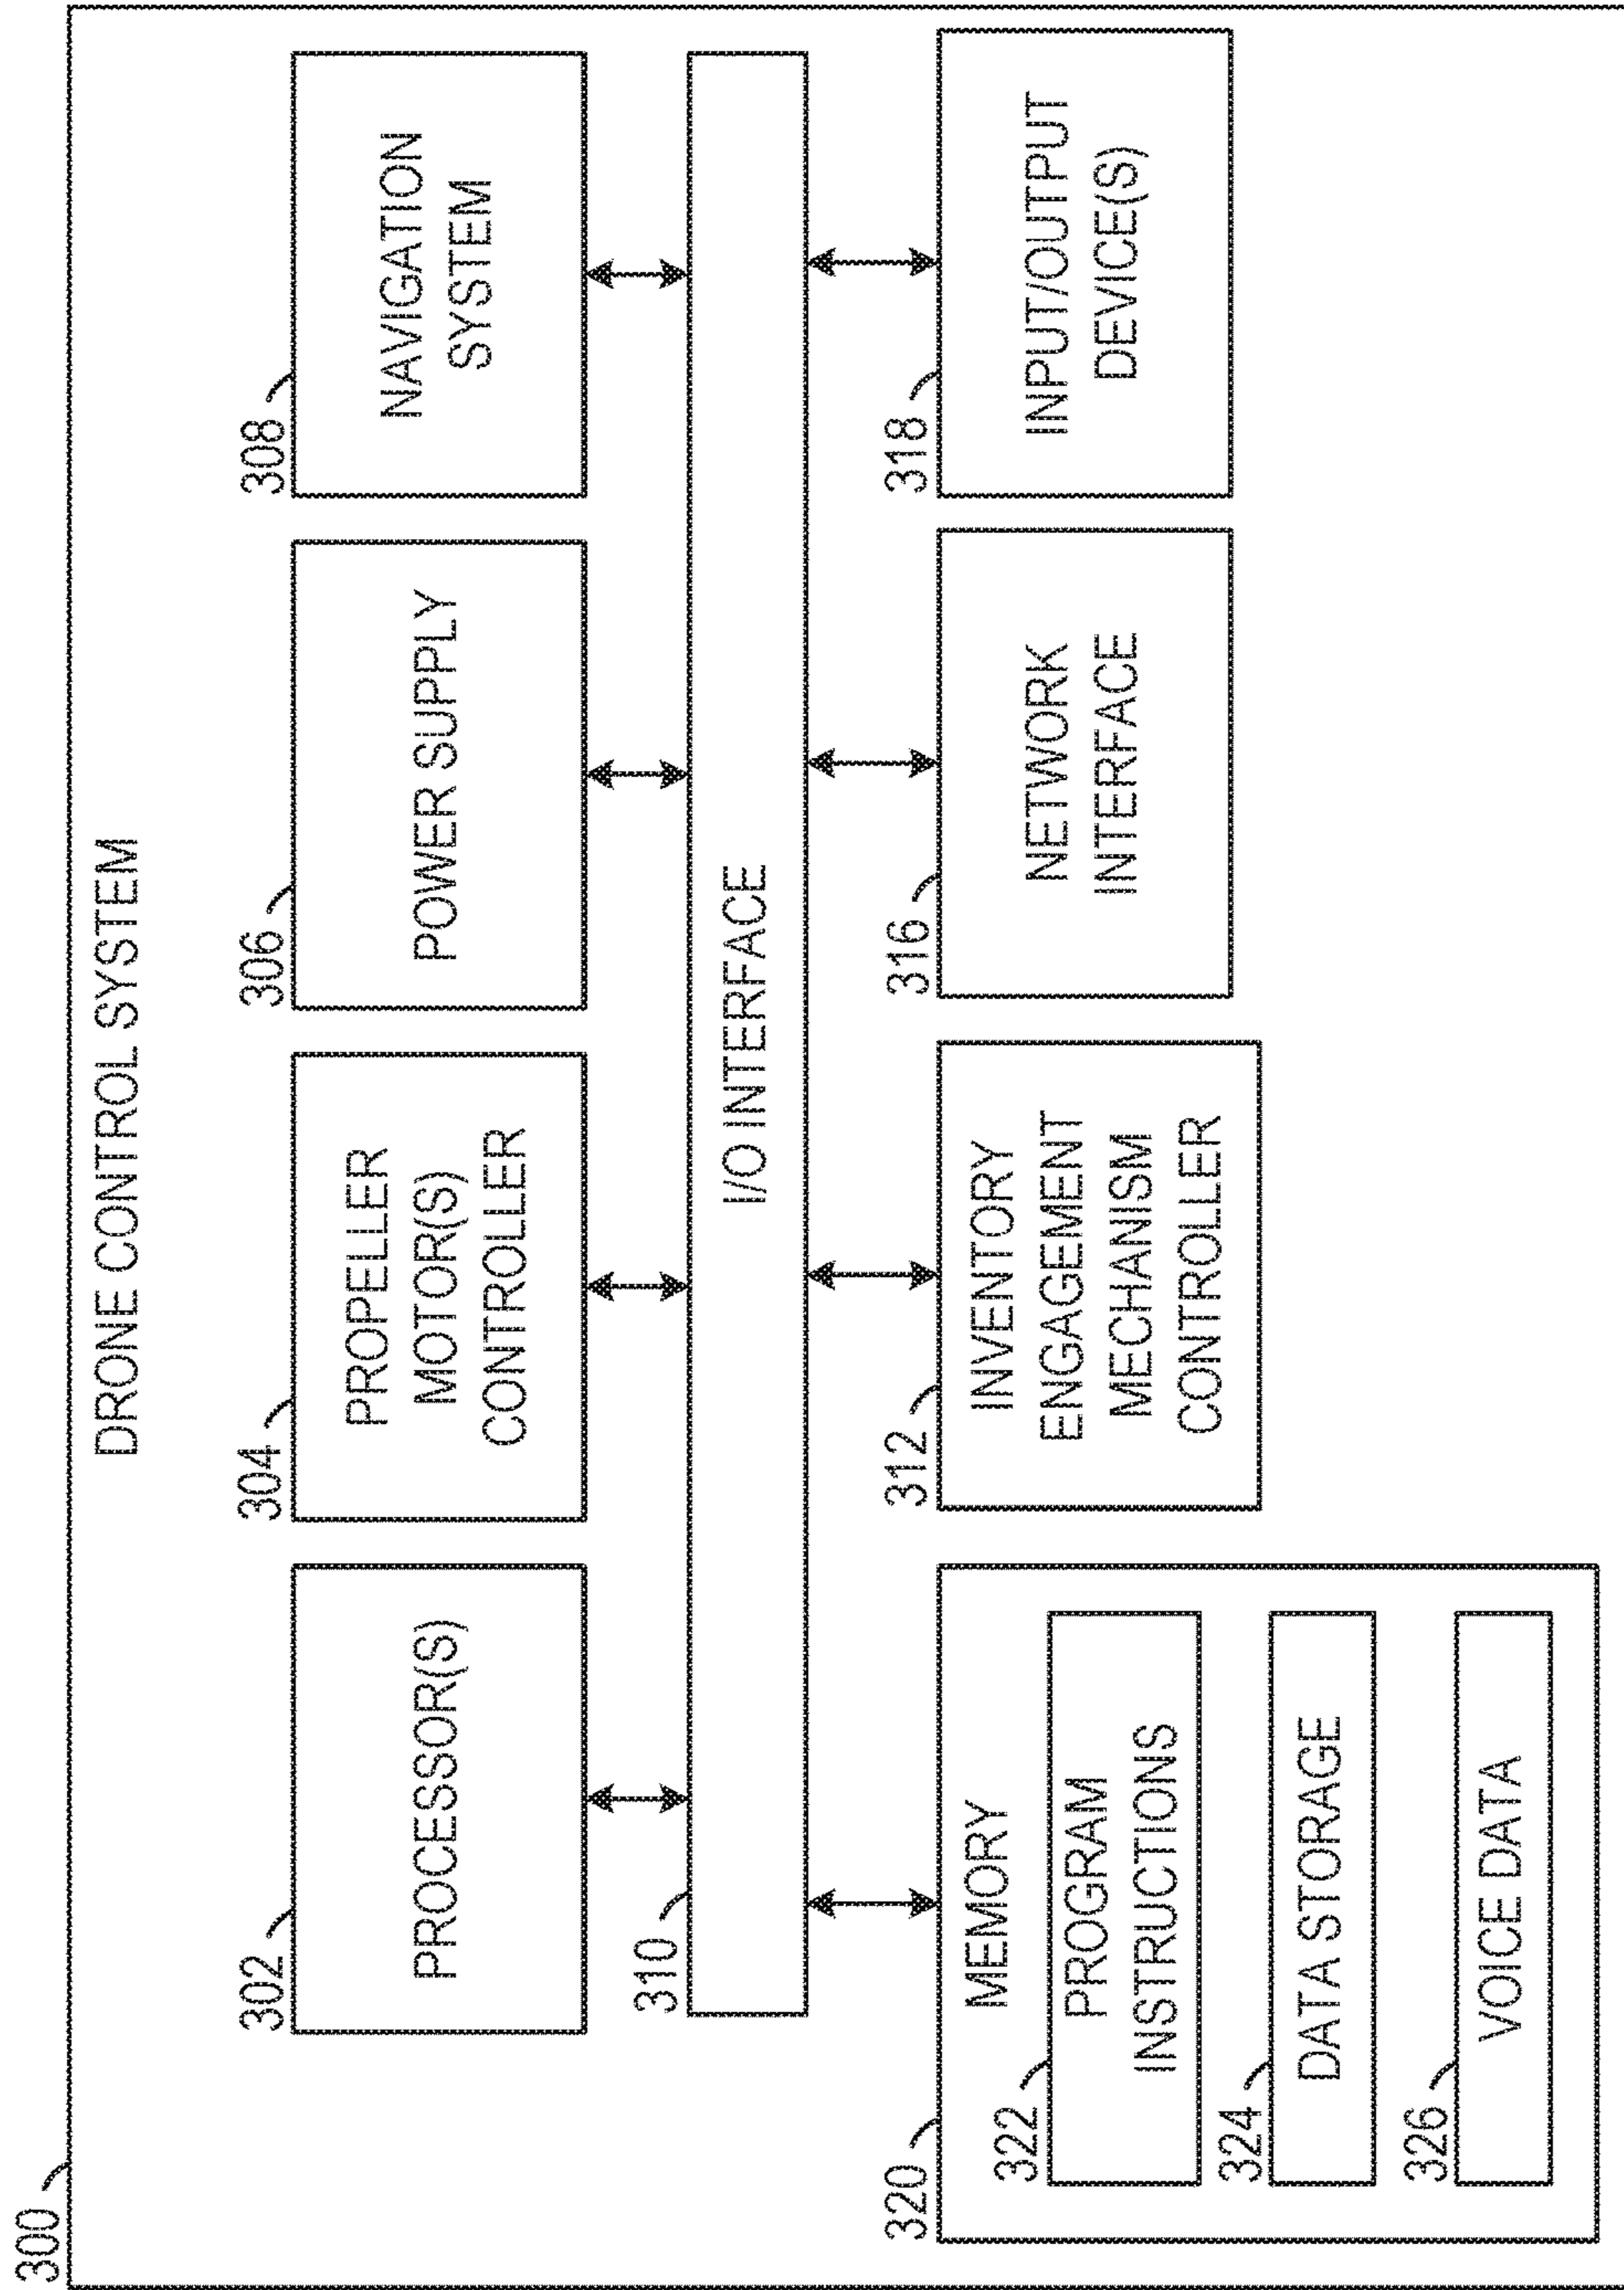 300
DRONE CONTROL SYSTEM
302
PROCESSOR(S)
304
PROPELLER
MOTOR(S)
CONTROLLER
306
POWER SUPPLY
308
NAVIGATION
SYSTEM
310
I/O INTERFACE
320
MEMORY
322
PROGRAM
INSTRUCTIONS
324
DATA STORAGE
326
VOICE DATA
312
INVENTORY
ENGAGEMENT
MECHANISM
CONTROLLER
316
NETWORK
INTERFACE
318
INPUT/OUTPUT
DEVICE(S)